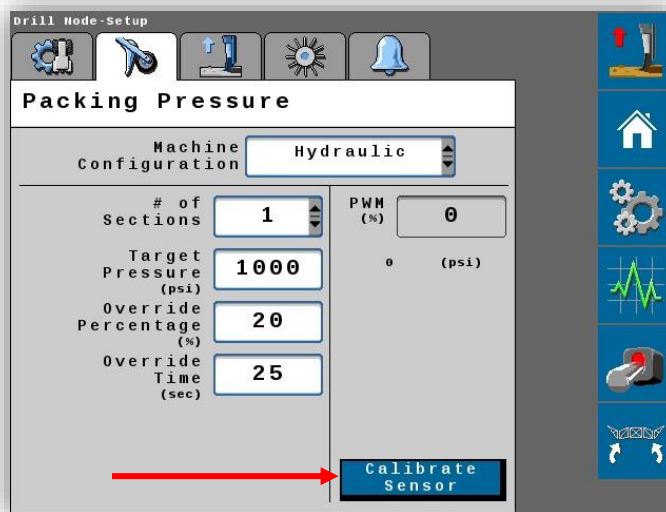 Drill Node-Setup
Packing Pressure
Machine
Configuration
Hydraulic
# of
Sections
1
Target
Pressure
(psi)
1000
Override
Percentage
(%)
20
Override
Time
(sec)
25
PWM
(%)
0
0 (psi)
Calibrate
Sensor